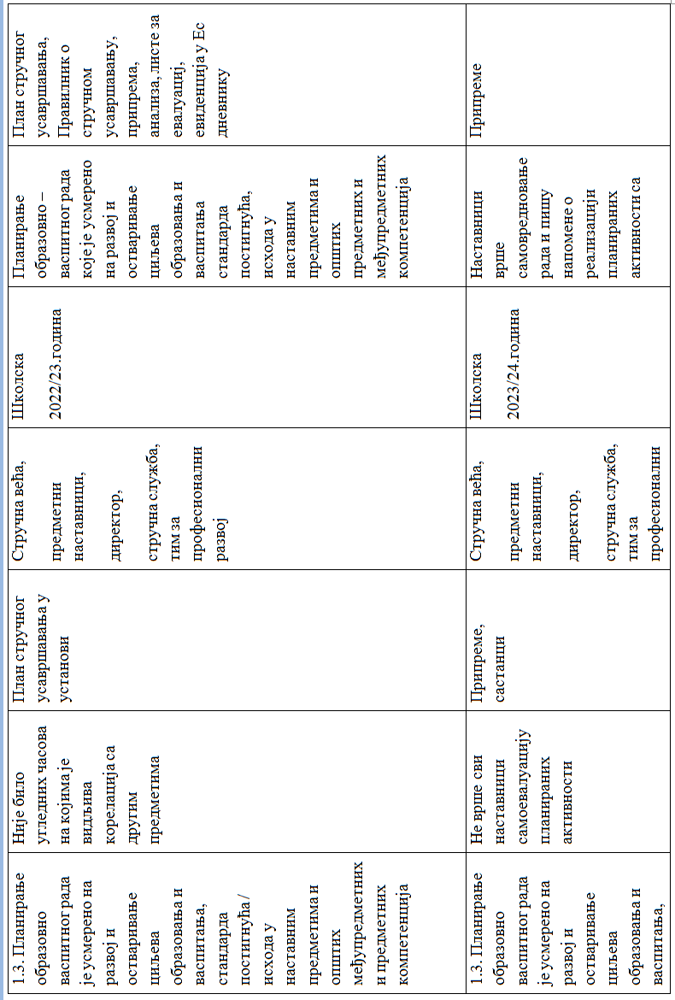 1.3. Планирање
образовно
васпитног рада
је усмерено на
развој и
остваривање
циљева
образовања и
васпитања,
стандарда
постигнућа /
исхода у
наставним
предметима и
општих
међупредметних
и предметних
компетенција
Није било
угледних часова
на којима је
видљива
корелација са
другим
предметима
План стручног
усавршавања у
установи
Стручна већа,
предметни
наставници,
директор,
стручна служба,
тим за
професионални
развој
Школска
2022/23.година
Планирање
образовно –
васпитног рада
које је усмерено
на развој и
остваривање
циљева
образовања и
васпитања
стандарда
постигнућа,
исхода у
наставним
предметима и
општих
предметних и
међупредметних
компетенција
План стручног
усавршавања,
Правилник о
стручном
усавршавању,
припрема,
анализа, листе за
евалуациј,
евиденција у Ес
дневнику
1.3. Планирање
образовно
васпитног рада
је усмерено на
развој и
остваривање
циљева
образовања и
васпитања,
Не врше сви
наставници
самоевалуацију
планираних
активности
Припреме,
састанци
Стручна већа,
предметни
наставници,
директор,
стручна служба,
тим за
професионални
Школска
2023/24.година
Наставници
врше
самовредновање
рада и пишу
напомене о
реализацији
планираних
активности са
Припреме